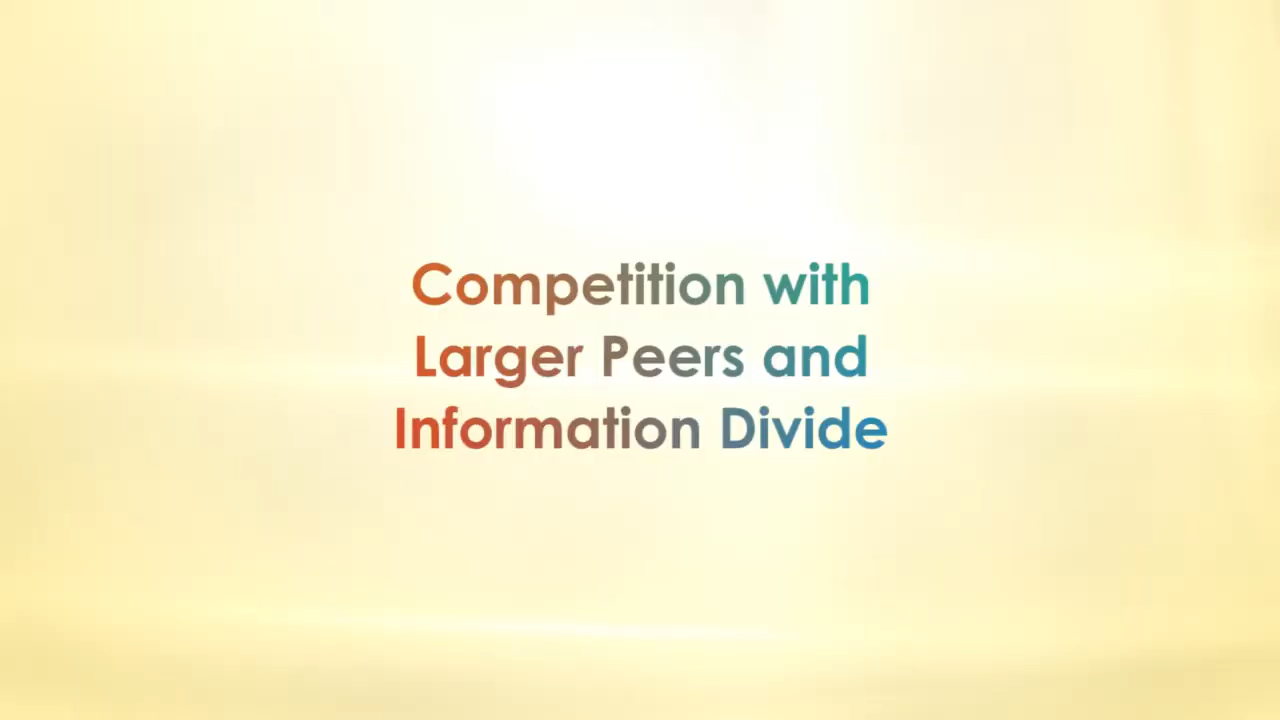 Competition with
Larger Peers and
Information Divide